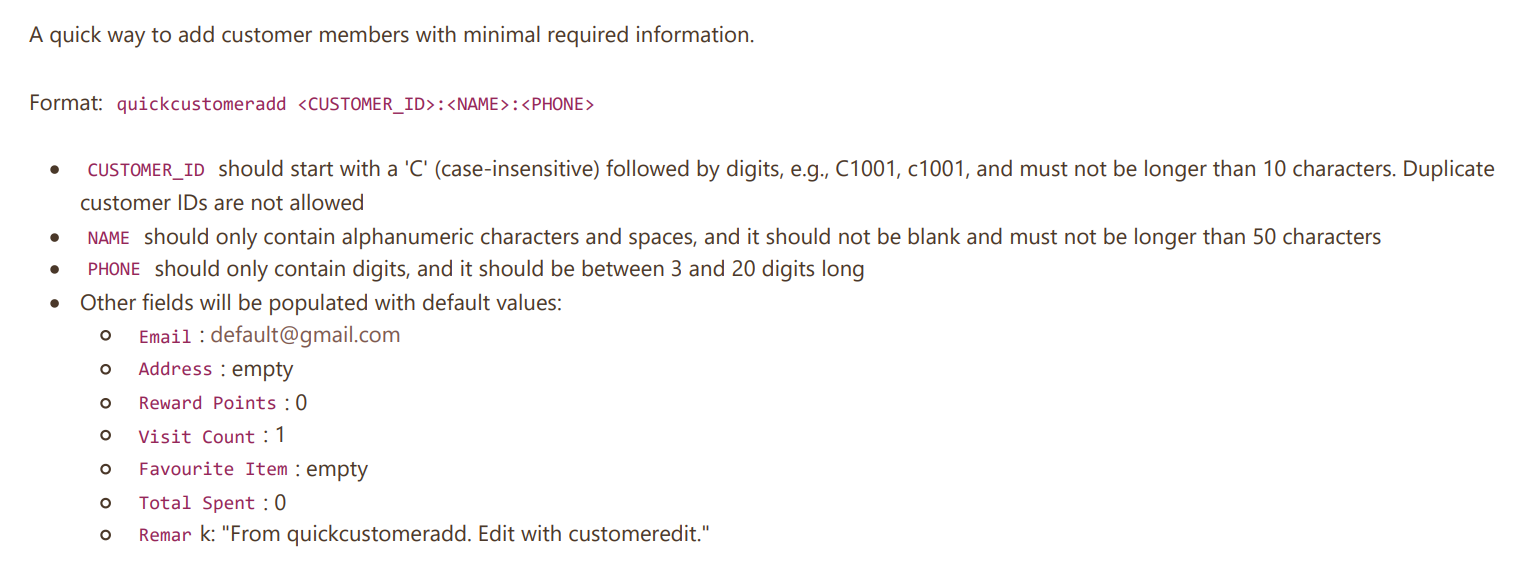 A quick way to add customer members with minimal required information.
Format: quickcustomeradd <CUSTOMER_ID>:<NAME>:<PHONE>
• CUSTOMER_ID should start with a 'C' (case-insensitive) followed by digits, e.g., C1001, c1001, and must not be longer than 10 characters. Duplicate
customer IDs are not allowed
• NAME should only contain alphanumeric characters and spaces, and it should not be blank and must not be longer than 50 characters
• PHONE should only contain digits, and it should be between 3 and 20 digits long
• Other fields will be populated with default values:
○ Email : default@gmail.com
○ Address : empty
○ Reward Points : 0
○ Visit Count : 1
○ Favourite Item : empty
○ Total Spent : 0
○ Remar k: "From quickcustomeradd. Edit with customeredit."